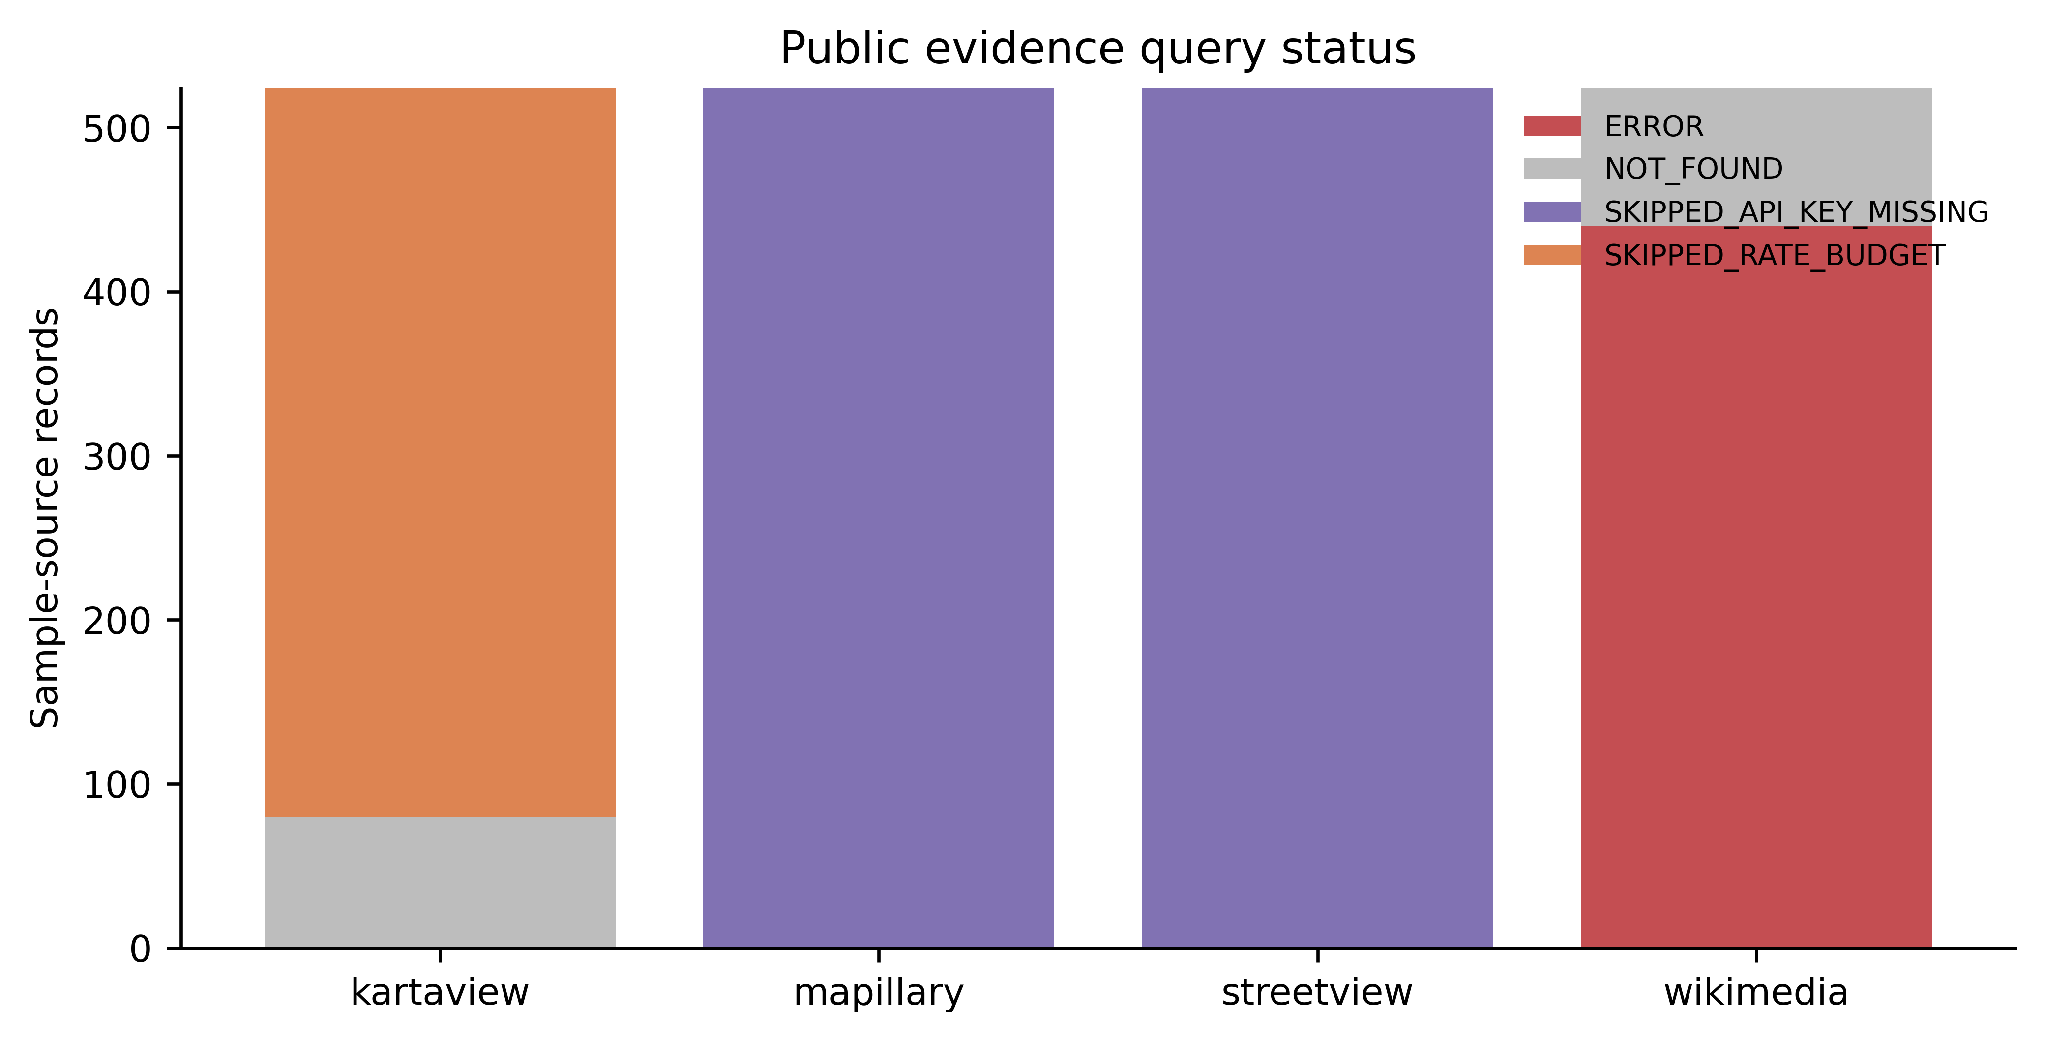 Public evidence query status
Sample-source records
500
400
300
200
100
0
kartaview
mapillary
streetview
wikimedia
ERROR
NOT_FOUND
SKIPPED_API_KEY_MISSING
SKIPPED_RATE_BUDGET